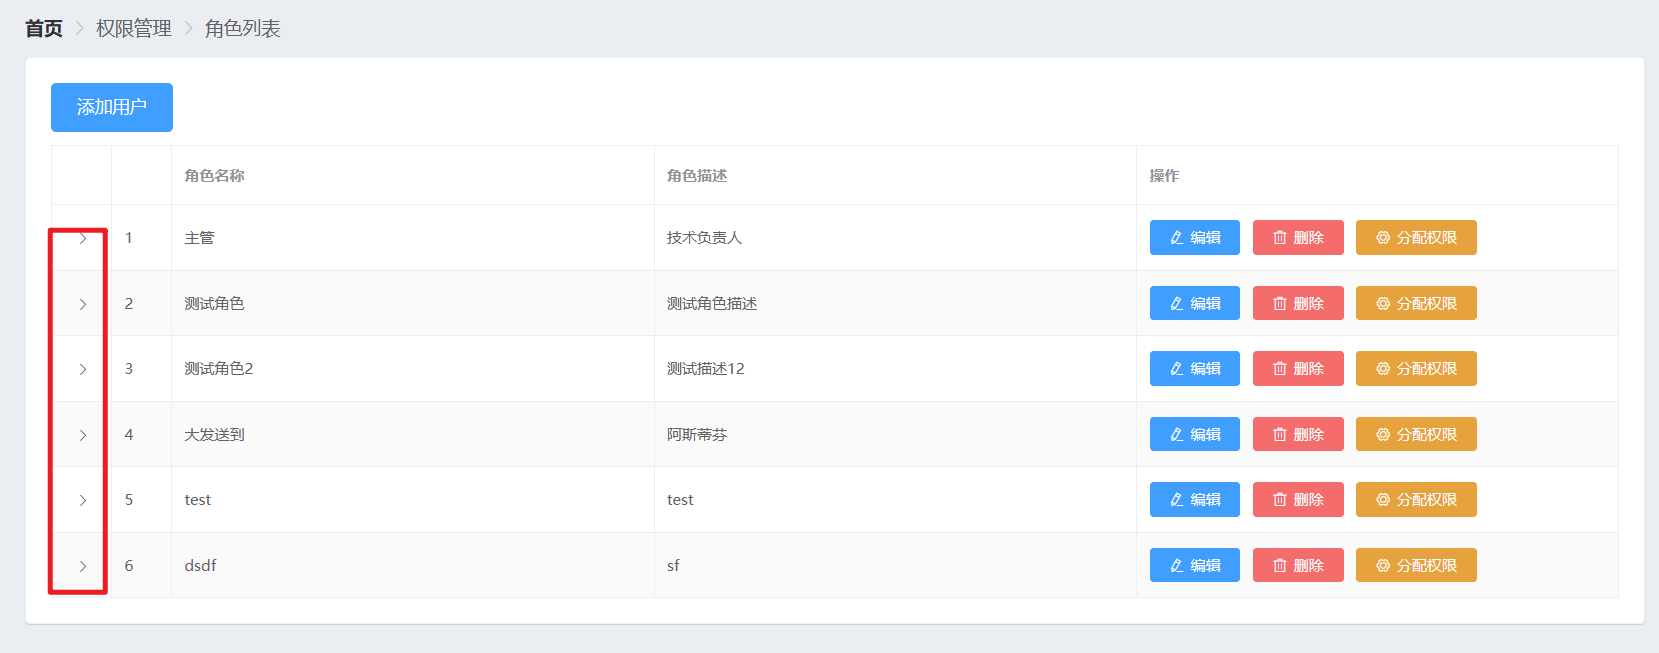 首页 > 权限管理 > 角色列表
添加用户
角色名称 角色描述 操作
1 主管 技术负责人 编辑 删除 分配权限
2 测试角色 测试角色描述 编辑 删除 分配权限
3 测试角色2 测试描述12 编辑 删除 分配权限
4 大发送到 阿斯蒂芬 编辑 删除 分配权限
5 test test 编辑 删除 分配权限
6 dsdf sf 编辑 删除 分配权限